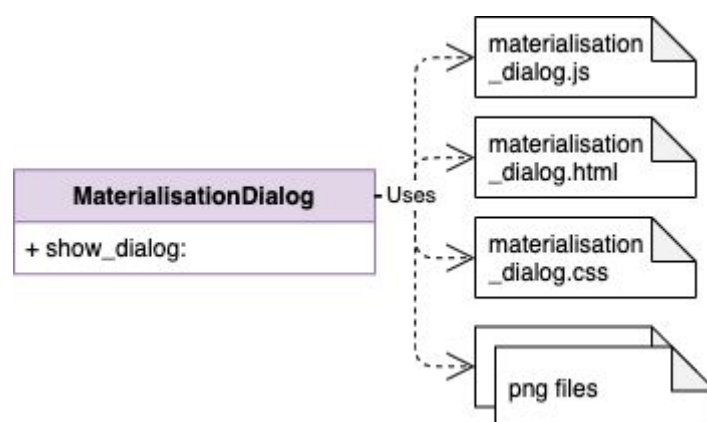 materialisation
_dialog.js
materialisation
_dialog.html
MaterialisationDialog
Uses
+ show_dialog:
materialisation
_dialog.css
png files